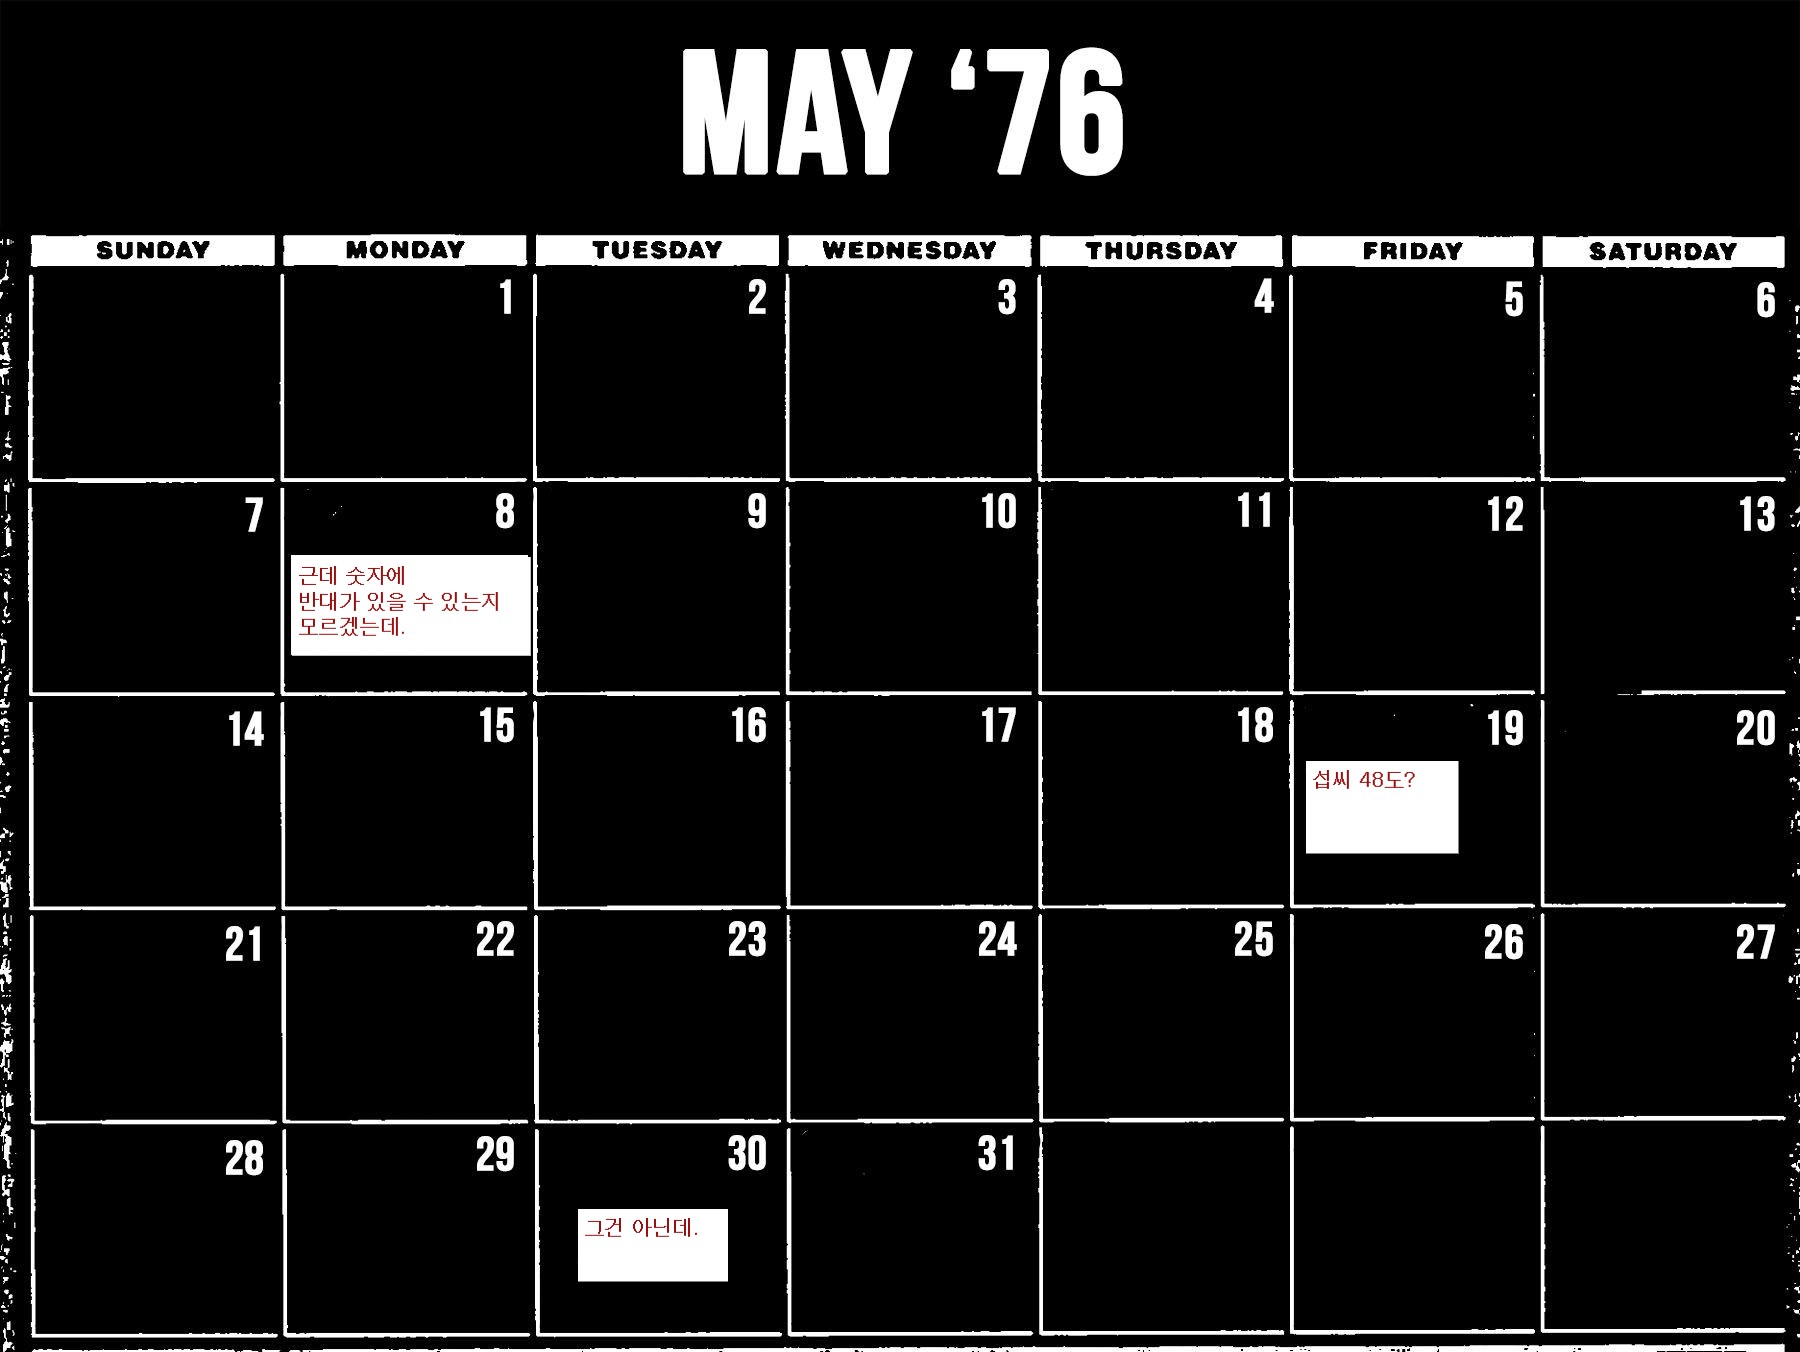 MAY ‘76
SUNDAY MONDAY TUESDAY WEDNESDAY THURSDAY FRIDAY SATURDAY
1 2 3 4 5 6
7 8 9 10 11 12 13
근데 숫자에
반대가 있을 수 있는지
모르겠는데.
14 15 16 17 18 19 20
섭씨 48도?
21 22 23 24 25 26 27
28 29 30 31
그건 아닌데.